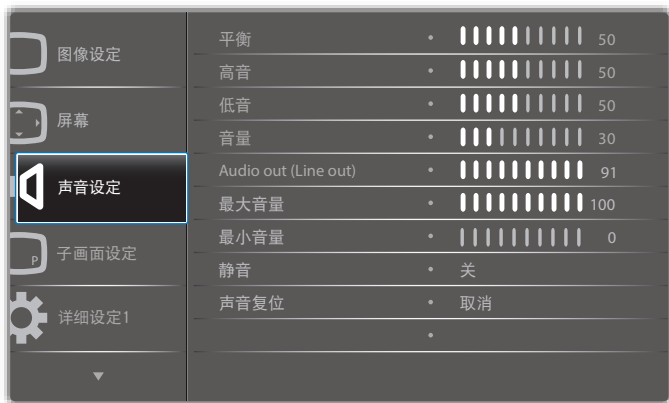 图像设定
屏幕
声音设定
P
子画面设定
详细设定1
平衡 • 50
高音 • 50
低音 • 50
音量 • 30
Audio out (Line out) • 91
最大音量 • 100
最小音量 • 0
静音 • 关
声音复位 • 取消
•